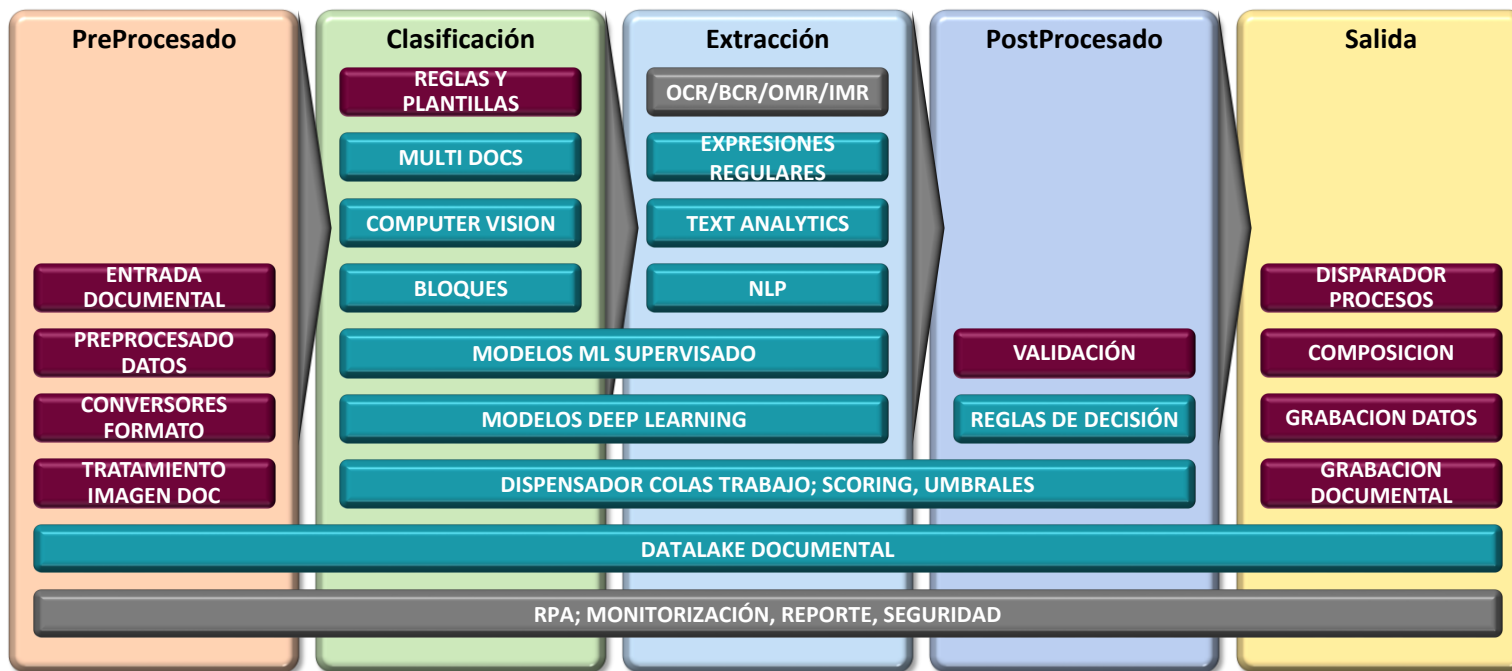 PreProcesado
Clasificación
Extracción
PostProcesado
Salida
REGLAS Y
PLANTILLAS
OCR/BCR/OMR/IMR
MULTI DOCS
EXPRESIONES
REGULARES
COMPUTER VISION
TEXT ANALYTICS
ENTRADA
DOCUMENTAL
BLOQUES
NLP
DISPARADOR
PROCESOS
PREPROCESADO
DATOS
MODELOS ML SUPERVISADO
VALIDACIÓN
COMPOSICION
CONVERSORES
FORMATO
MODELOS DEEP LEARNING
REGLAS DE DECISIÓN
GRABACION DATOS
TRATAMIENTO
IMAGEN DOC
DISPENSADOR COLAS TRABAJO; SCORING, UMBRALES
GRABACION
DOCUMENTAL
DATALAKE DOCUMENTAL
RPA; MONITORIZACIÓN, REPORTE, SEGURIDAD